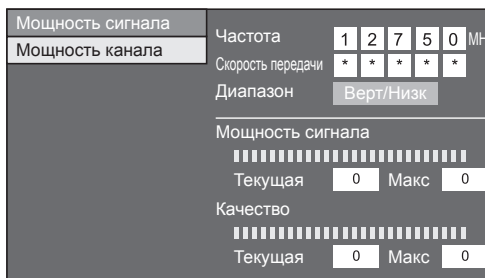 Мощность сигнала
Мощность канала
Частота 1 2 7 5 0 МН
Скорость передачи * * * * *
Диапазон Верт/Низк
Мощность сигнала
Текущая 0 Макс 0
Качество
Текущая 0 Макс 0